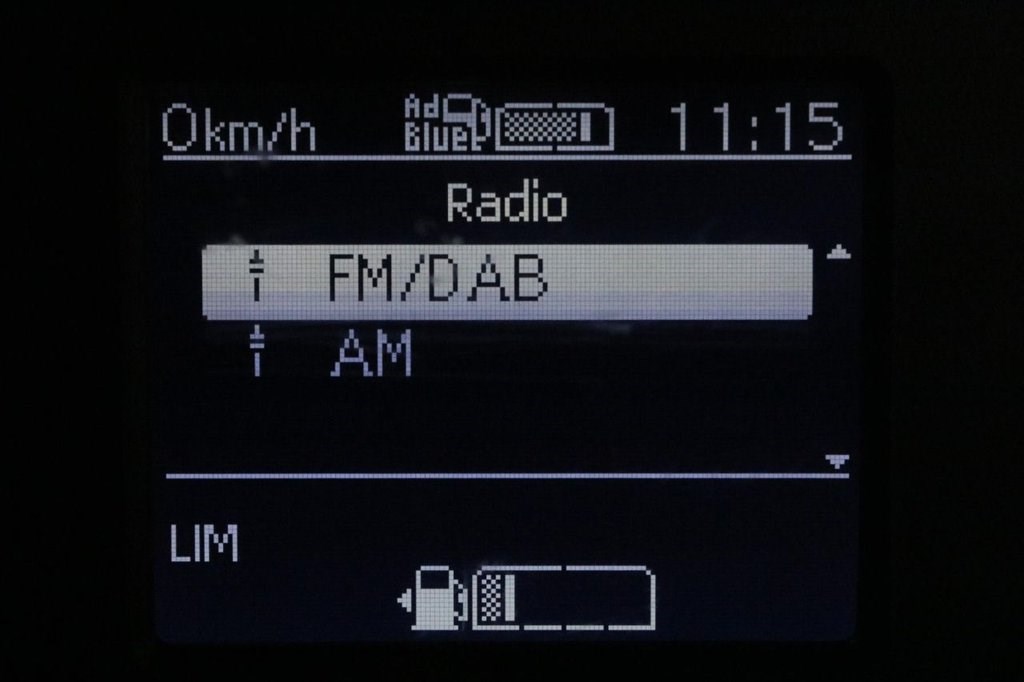 0km/h AdBlue 11:15
Radio
FM/DAB
AM
LIM